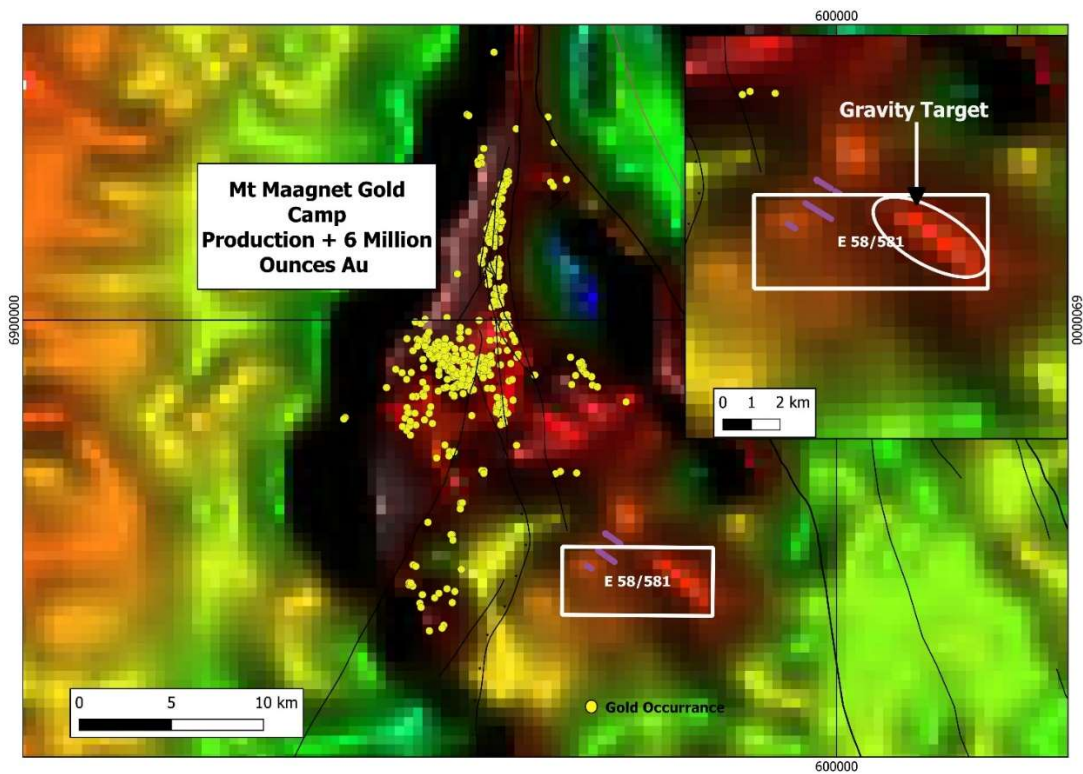 600000
Gravity Target
Mt Maagnet Gold
Camp
Production + 6 Million
Ounces Au
E 58/581
6900000
6900000
0 1 2 km
E 58/581
0 5 10 km
Gold Occurrance
600000